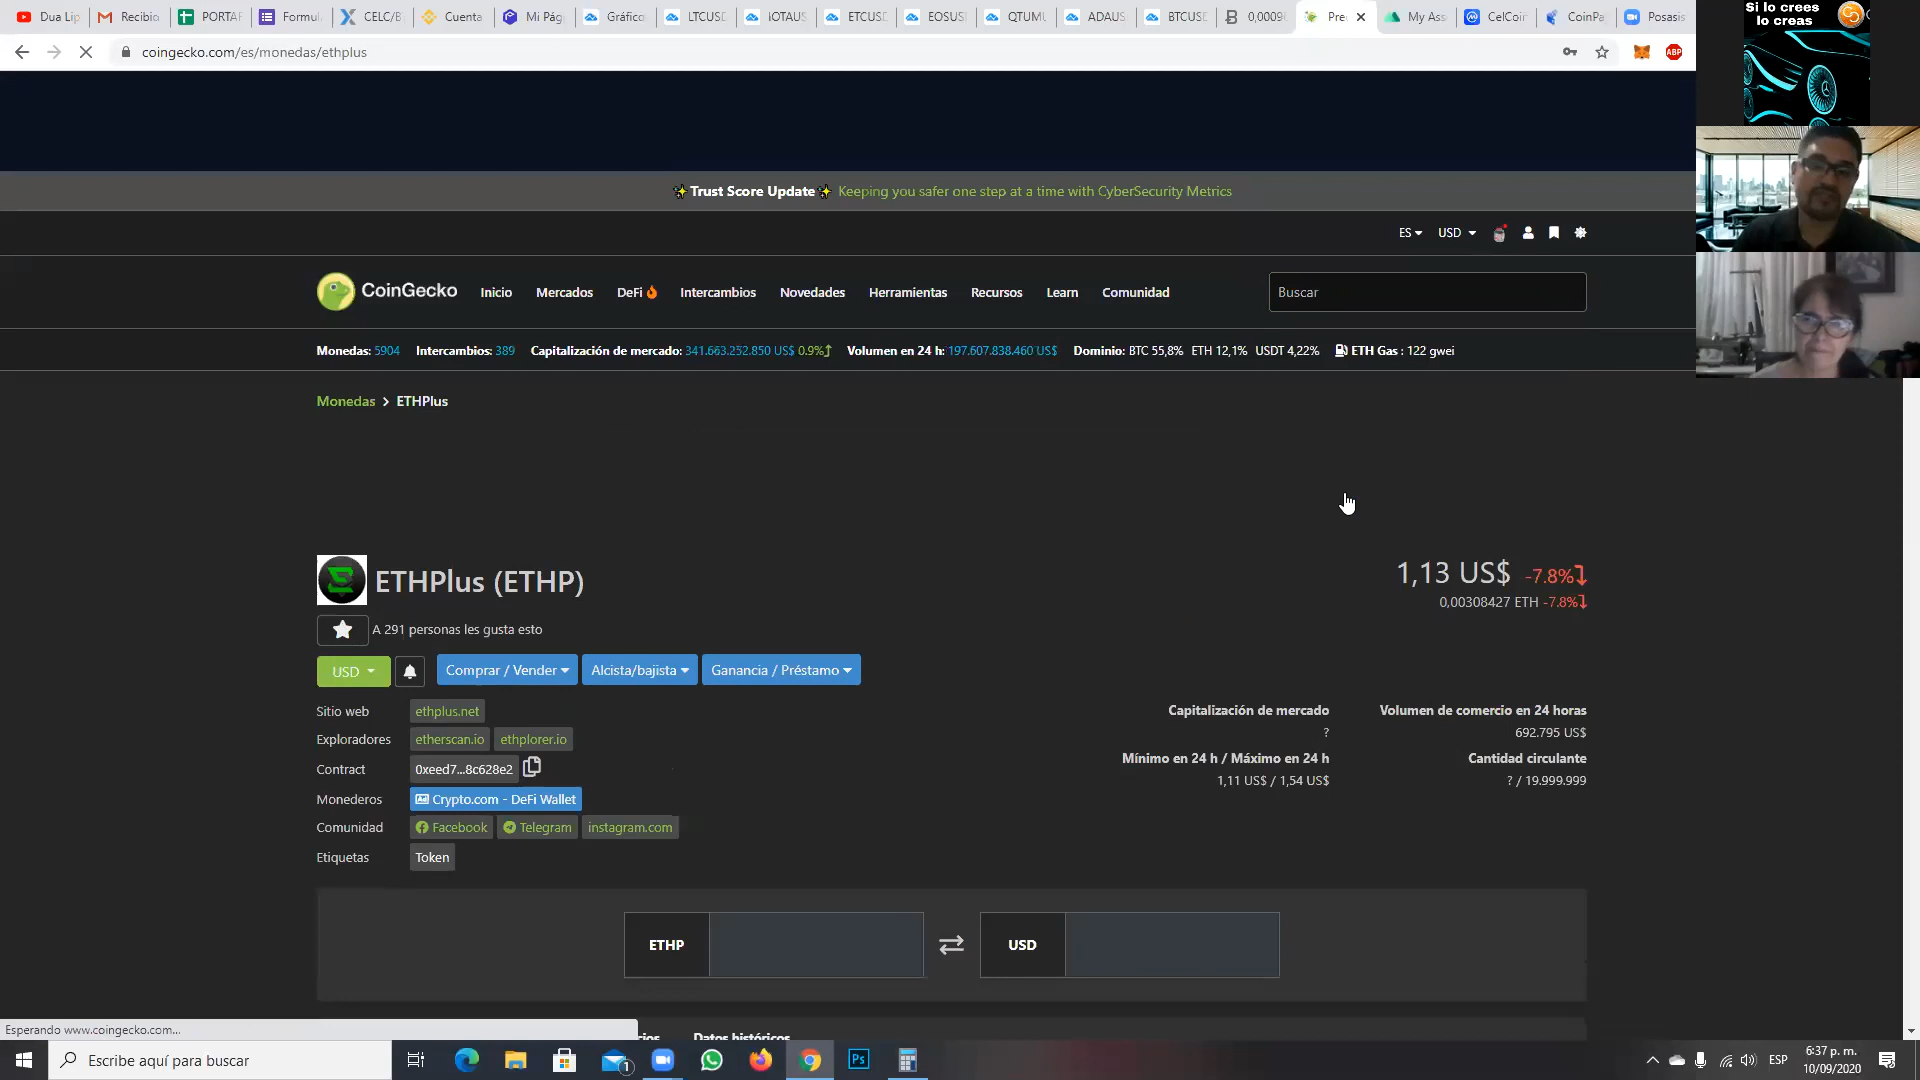 Dua Lip
Recibio
PORTAF
Formul
CELC/B
Cuenta
Mi Pág
Gráfico
LTCUSD
IOTAUS
ETCUSD
EOSUS
QTUMU
ADAUS
BTCUSD
0,0009
Pre
My Ass
CelCoin
CoinPa
Posasis
coingecko.com/es/monedas/ethplus
ABP
Si lo crees
lo creas
✨ Trust Score Update ✨ Keeping you safer one step at a time with CyberSecurity Metrics
ES USD
CoinGecko Inicio Mercados DeFi Intercambios Novedades Herramientas Recursos Learn Comunidad Buscar
Monedas: 5904 Intercambios: 389 Capitalización de mercado: 341.663.252.850 US$ 0.9% Volumen en 24 h: 197.607.838.460 US$ Dominio: BTC 55,8% ETH 12,1% USDT 4,22% ETH Gas : 122 gwei
Monedas > ETHPlus
ETHPlus (ETHP)
1,13 US$ -7.8%
0,00308427 ETH -7.8%
A 291 personas les gusta esto
USD Comprar / Vender Alcista/bajista Ganancia / Préstamo
Sitio web ethplus.net
Exploradores etherscan.io ethplorer.io
Contract 0xeed7...8c628e2
Monederos Crypto.com - DeFi Wallet
Comunidad Facebook Telegram instagram.com
Etiquetas Token
Capitalización de mercado
?
Volumen de comercio en 24 horas
692.795 US$
Mínimo en 24 h / Máximo en 24 h
1,11 US$ / 1,54 US$
Cantidad circulante
? / 19.999.999
ETHP
USD
Esperando www.coingecko.com...
cios Datos históricos
Escribe aquí para buscar
1
Ps
ESP
6:37 p. m.
10/09/2020